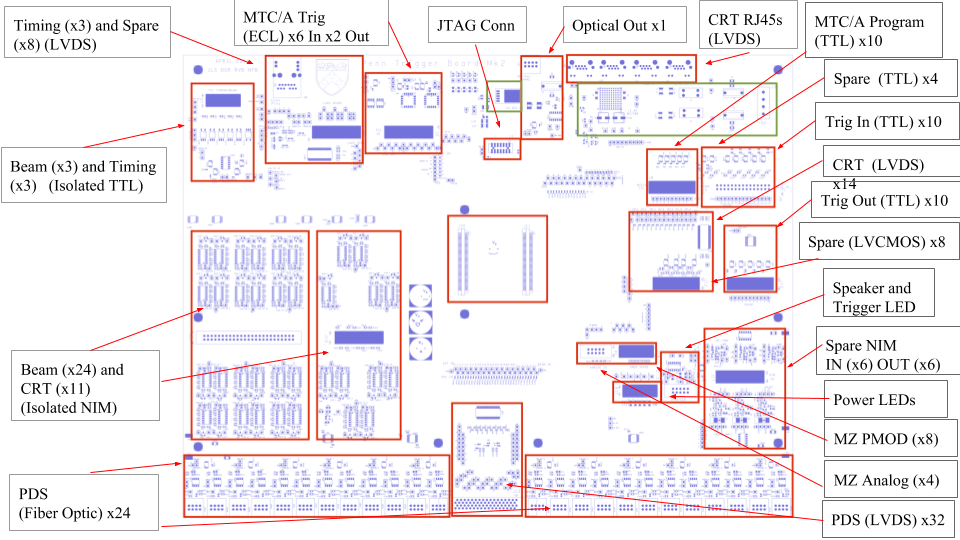 Timing (x3) and Spare
(x8) (LVDS)
MTC/A Trig
(ECL) x6 In x2 Out
JTAG Conn
Optical Out x1
CRT RJ45s
(LVDS)
MTC/A Program
(TTL) x10
Spare (TTL) x4
Trig In (TTL) x10
CRT (LVDS)
x14
Trig Out (TTL) x10
Spare (LVCMOS) x8
Speaker and
Trigger LED
Spare NIM
IN (x6) OUT (x6)
Power LEDs
MZ PMOD (x8)
MZ Analog (x4)
PDS (LVDS) x32
Beam (x3) and Timing
(x3) (Isolated TTL)
Beam (x24) and
CRT (x11)
(Isolated NIM)
PDS
(Fiber Optic) x24
Penn Trigger Board Mk2